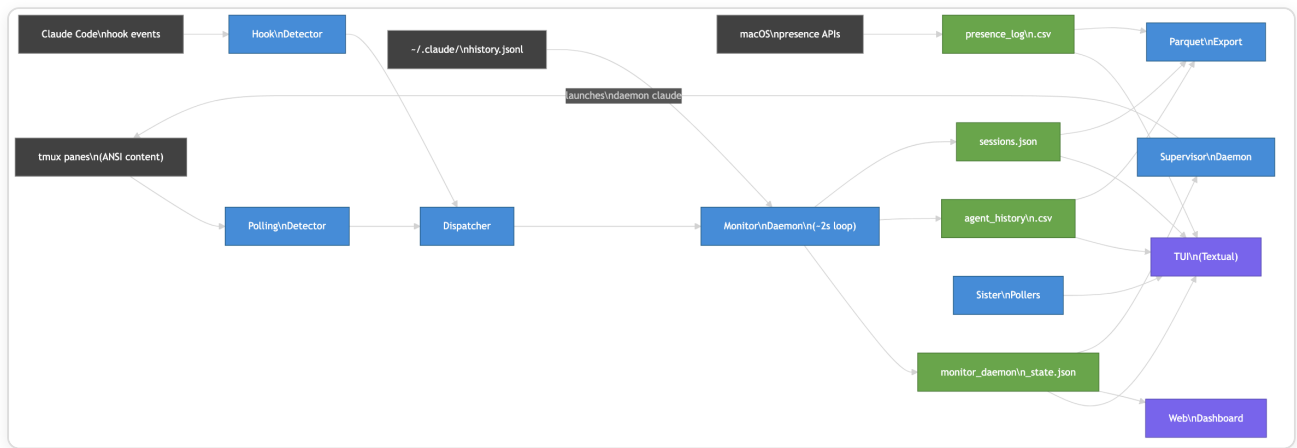 Claude Code\nhook events
Hook\nDetector
~/.claude/\nhistory.jsonl
macOS\npresence APIs
presence_log\n.csv
Parquet\nExport
launches\ndaemon claude
tmux panes\n(ANSI content)
sessions.json
Supervisor\nDaemon
Polling\nDetector
Dispatcher
Monitor\nDaemon\n(~2s loop)
agent_history\n.csv
TUI\n(Textual)
Sister\nPollers
monitor_daemon\n_state.json
Web\nDashboard